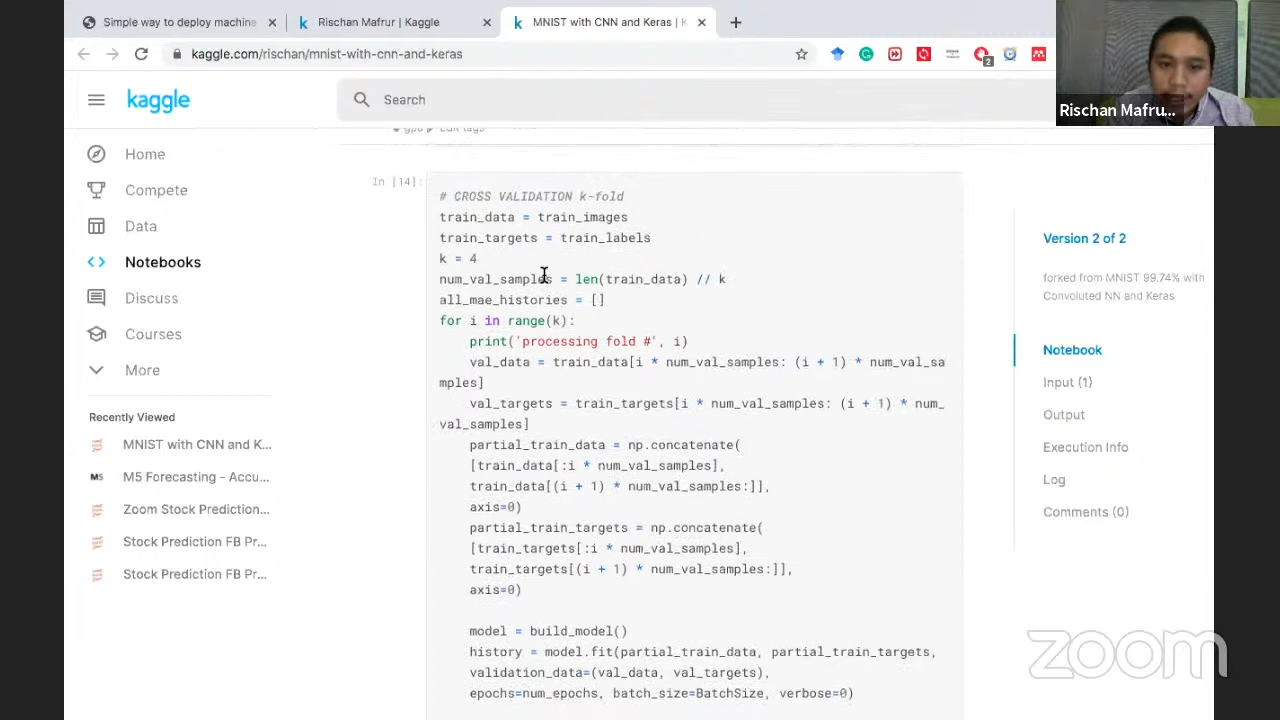 Simple way to deploy machine
Rischan Mafrur | Kaggle
MNIST with CNN and Keras | K
kaggle.com/rischan/mnist-with-cnn-and-keras
2
Rischan Mafru...
kaggle
Search
gpu Edit tags
Home
Compete
Data
Notebooks
Discuss
Courses
More
Recently Viewed
MNIST with CNN and K...
M5 Forecasting - Accu...
Zoom Stock Prediction...
Stock Prediction FB Pr...
Stock Prediction FB Pr...
In [14]:
# CROSS VALIDATION k-fold
train_data = train_images
train_targets = train_labels
k = 4
num_val_samples = len(train_data) // k
all_mae_histories = []
for i in range(k):
    print('processing fold #', i)
    val_data = train_data[i * num_val_samples: (i + 1) * num_val_sa
mples]
    val_targets = train_targets[i * num_val_samples: (i + 1) * num_
val_samples]
    partial_train_data = np.concatenate(
    [train_data[:i * num_val_samples],
    train_data[(i + 1) * num_val_samples:]],
    axis=0)
    partial_train_targets = np.concatenate(
    [train_targets[:i * num_val_samples],
    train_targets[(i + 1) * num_val_samples:]],
    axis=0)
    model = build_model()
    history = model.fit(partial_train_data, partial_train_targets,
    validation_data=(val_data, val_targets),
    epochs=num_epochs, batch_size=BatchSize, verbose=0)
Version 2 of 2
forked from MNIST 99.74% with
Convoluted NN and Keras
Notebook
Input (1)
Output
Execution Info
Log
Comments (0)
zoom